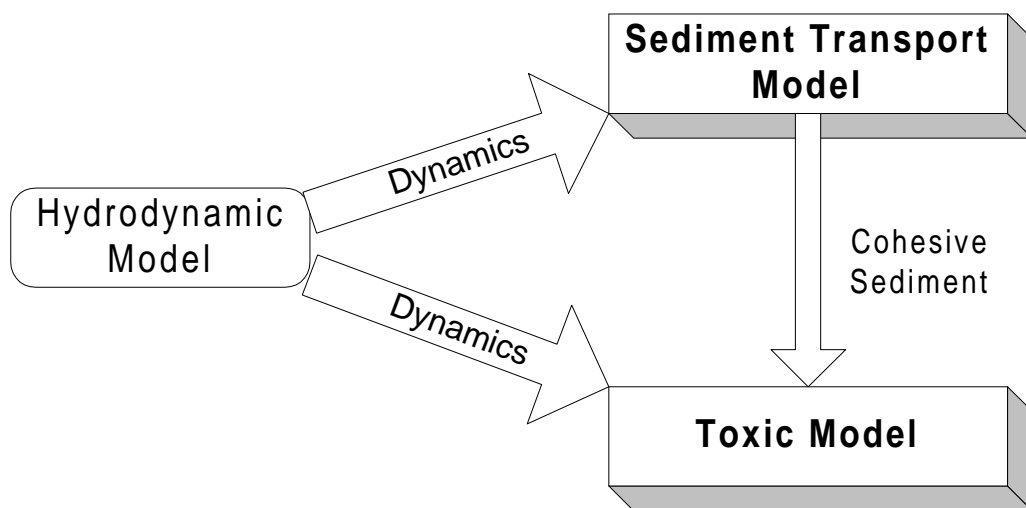 Sediment Transport
Model
Dynamics
Hydrodynamic
Model
Cohesive
Sediment
Dynamics
Toxic Model